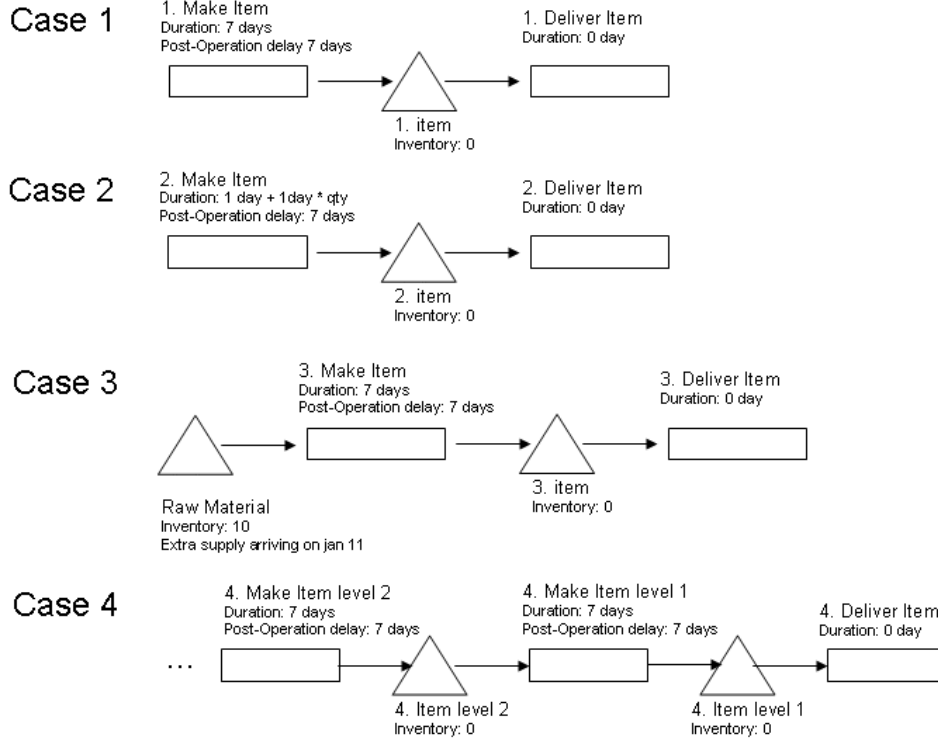 Case 1
1. Make Item
Duration: 7 days
Post-Operation delay 7 days
1. Deliver Item
Duration: 0 day
1. item
Inventory: 0
Case 2
2. Make Item
Duration: 1 day + 1day * qty
Post-Operation delay: 7 days
2. Deliver Item
Duration: 0 day
2. item
Inventory: 0
Case 3
3. Make Item
Duration: 7 days
Post-Operation delay: 7 days
3. Deliver Item
Duration: 0 day
3. item
Inventory: 0
Raw Material
Inventory: 10
Extra supply arriving on jan 11
Case 4
4. Make Item level 2
Duration: 7 days
Post-Operation delay: 7 days
4. Make Item level 1
Duration: 7 days
Post-Operation delay: 7 days
4. Deliver Item
Duration: 0 day
...
4. Item level 2
Inventory: 0
4. Item level 1
Inventory: 0